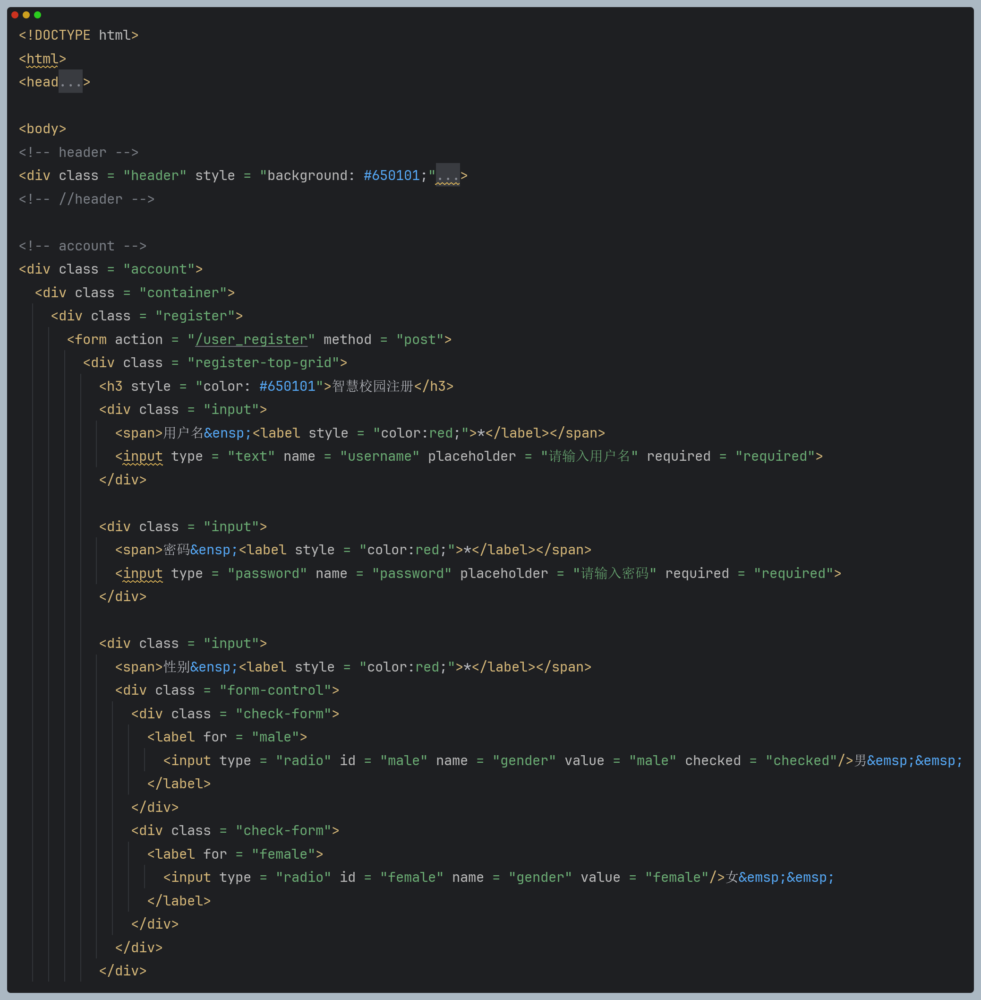 <!DOCTYPE html>
<html>
<head...>
<body>
<!-- header -->
<div class = "header" style = "background: #650101;"...>
<!-- //header -->
<!-- account -->
<div class = "account">
<div class = "container">
<div class = "register">
<form action = "/user_register" method = "post">
<div class = "register-top-grid">
<h3 style = "color: #650101">智慧校园注册</h3>
<div class = "input">
<span>用户名&ensp;<label style = "color:red;">*</label></span>
<input type = "text" name = "username" placeholder = "请输入用户名" required = "required">
</div>
<div class = "input">
<span>密码&ensp;<label style = "color:red;">*</label></span>
<input type = "password" name = "password" placeholder = "请输入密码" required = "required">
</div>
<div class = "input">
<span>性别&ensp;<label style = "color:red;">*</label></span>
<div class = "form-control">
<div class = "check-form">
<label for = "male">
<input type = "radio" id = "male" name = "gender" value = "male" checked = "checked"/>男&emsp;&emsp;
</label>
</div>
<div class = "check-form">
<label for = "female">
<input type = "radio" id = "female" name = "gender" value = "female"/>女&emsp;&emsp;
</label>
</div>
</div>
</div>